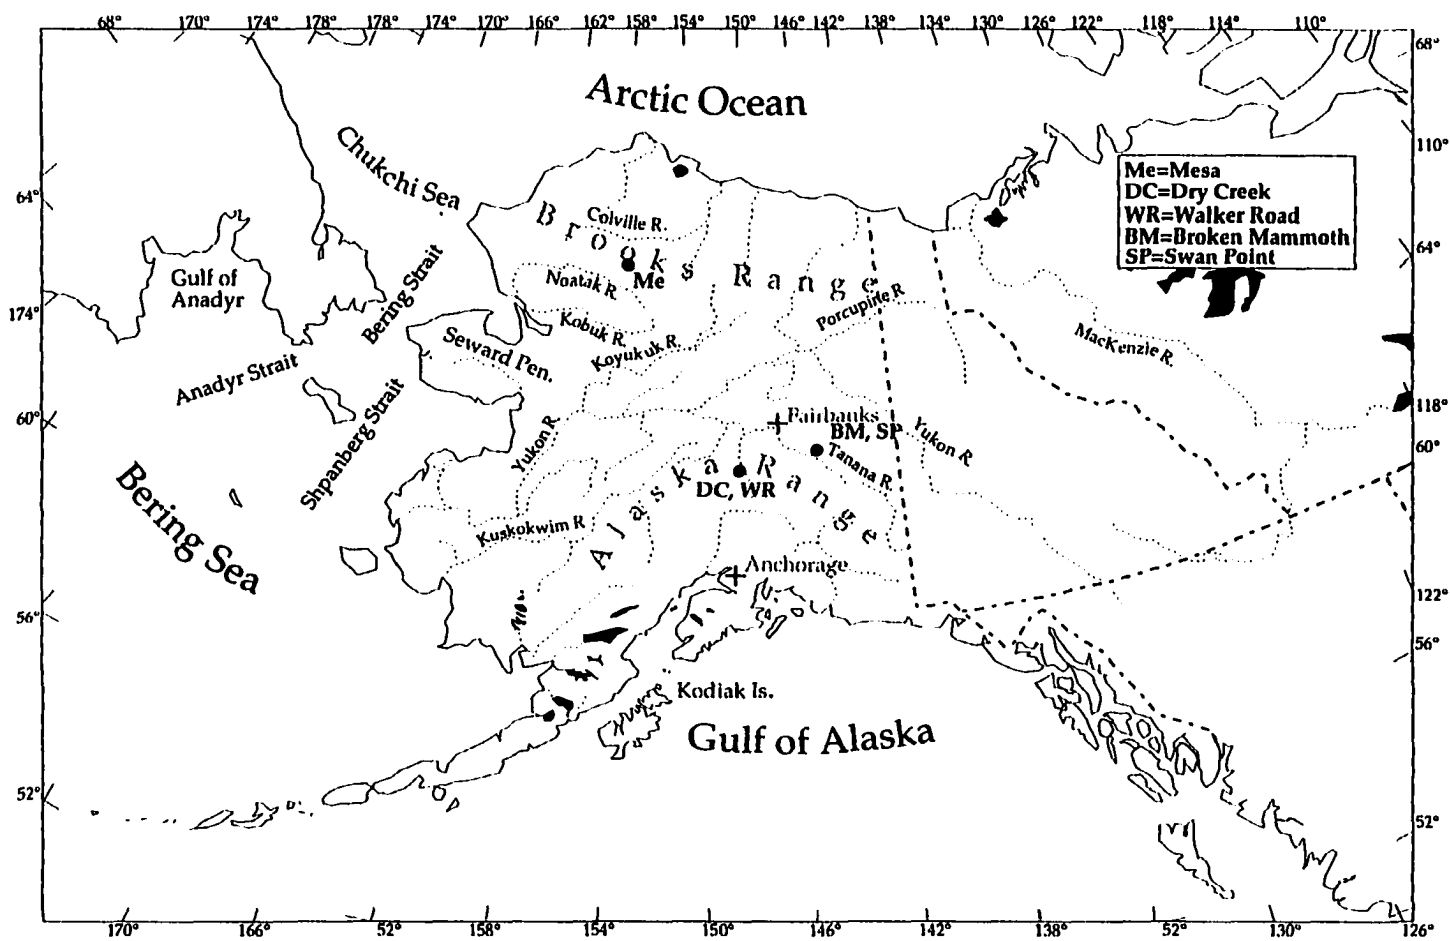 68° 170° 174° 178° 178° 174° 170° 166° 162° 158° 154° 150° 146° 142° 138° 134° 130° 126° 122° 118° 114° 110°
68°
Arctic Ocean
Chukchi Sea
110°
Me=Mesa
DC=Dry Creek
WR=Walker Road
BM=Broken Mammoth
SP=Swan Point
64°
64°
Brooks Range
Colville R.
Me
Noatak R.
Gulf of
Anadyr
Bering Strait
174°
Kobuk R.
Koyukuk R.
Porcupine R
MacKenzie R.
Seward Pen.
Anadyr Strait
Shpanberg Strait
118°
60°
60°
Fairbanks
BM, SP
Yukon R
Yukon R
Tanana R.
Alaska Range
DC, WR
Bering Sea
Kuskokwim R
Anchorage
122°
56°
56°
Kodiak Is.
Gulf of Alaska
52°
52°
170° 166° 52° 158° 154° 150° 146° 142° 138° 52° 130° 126°